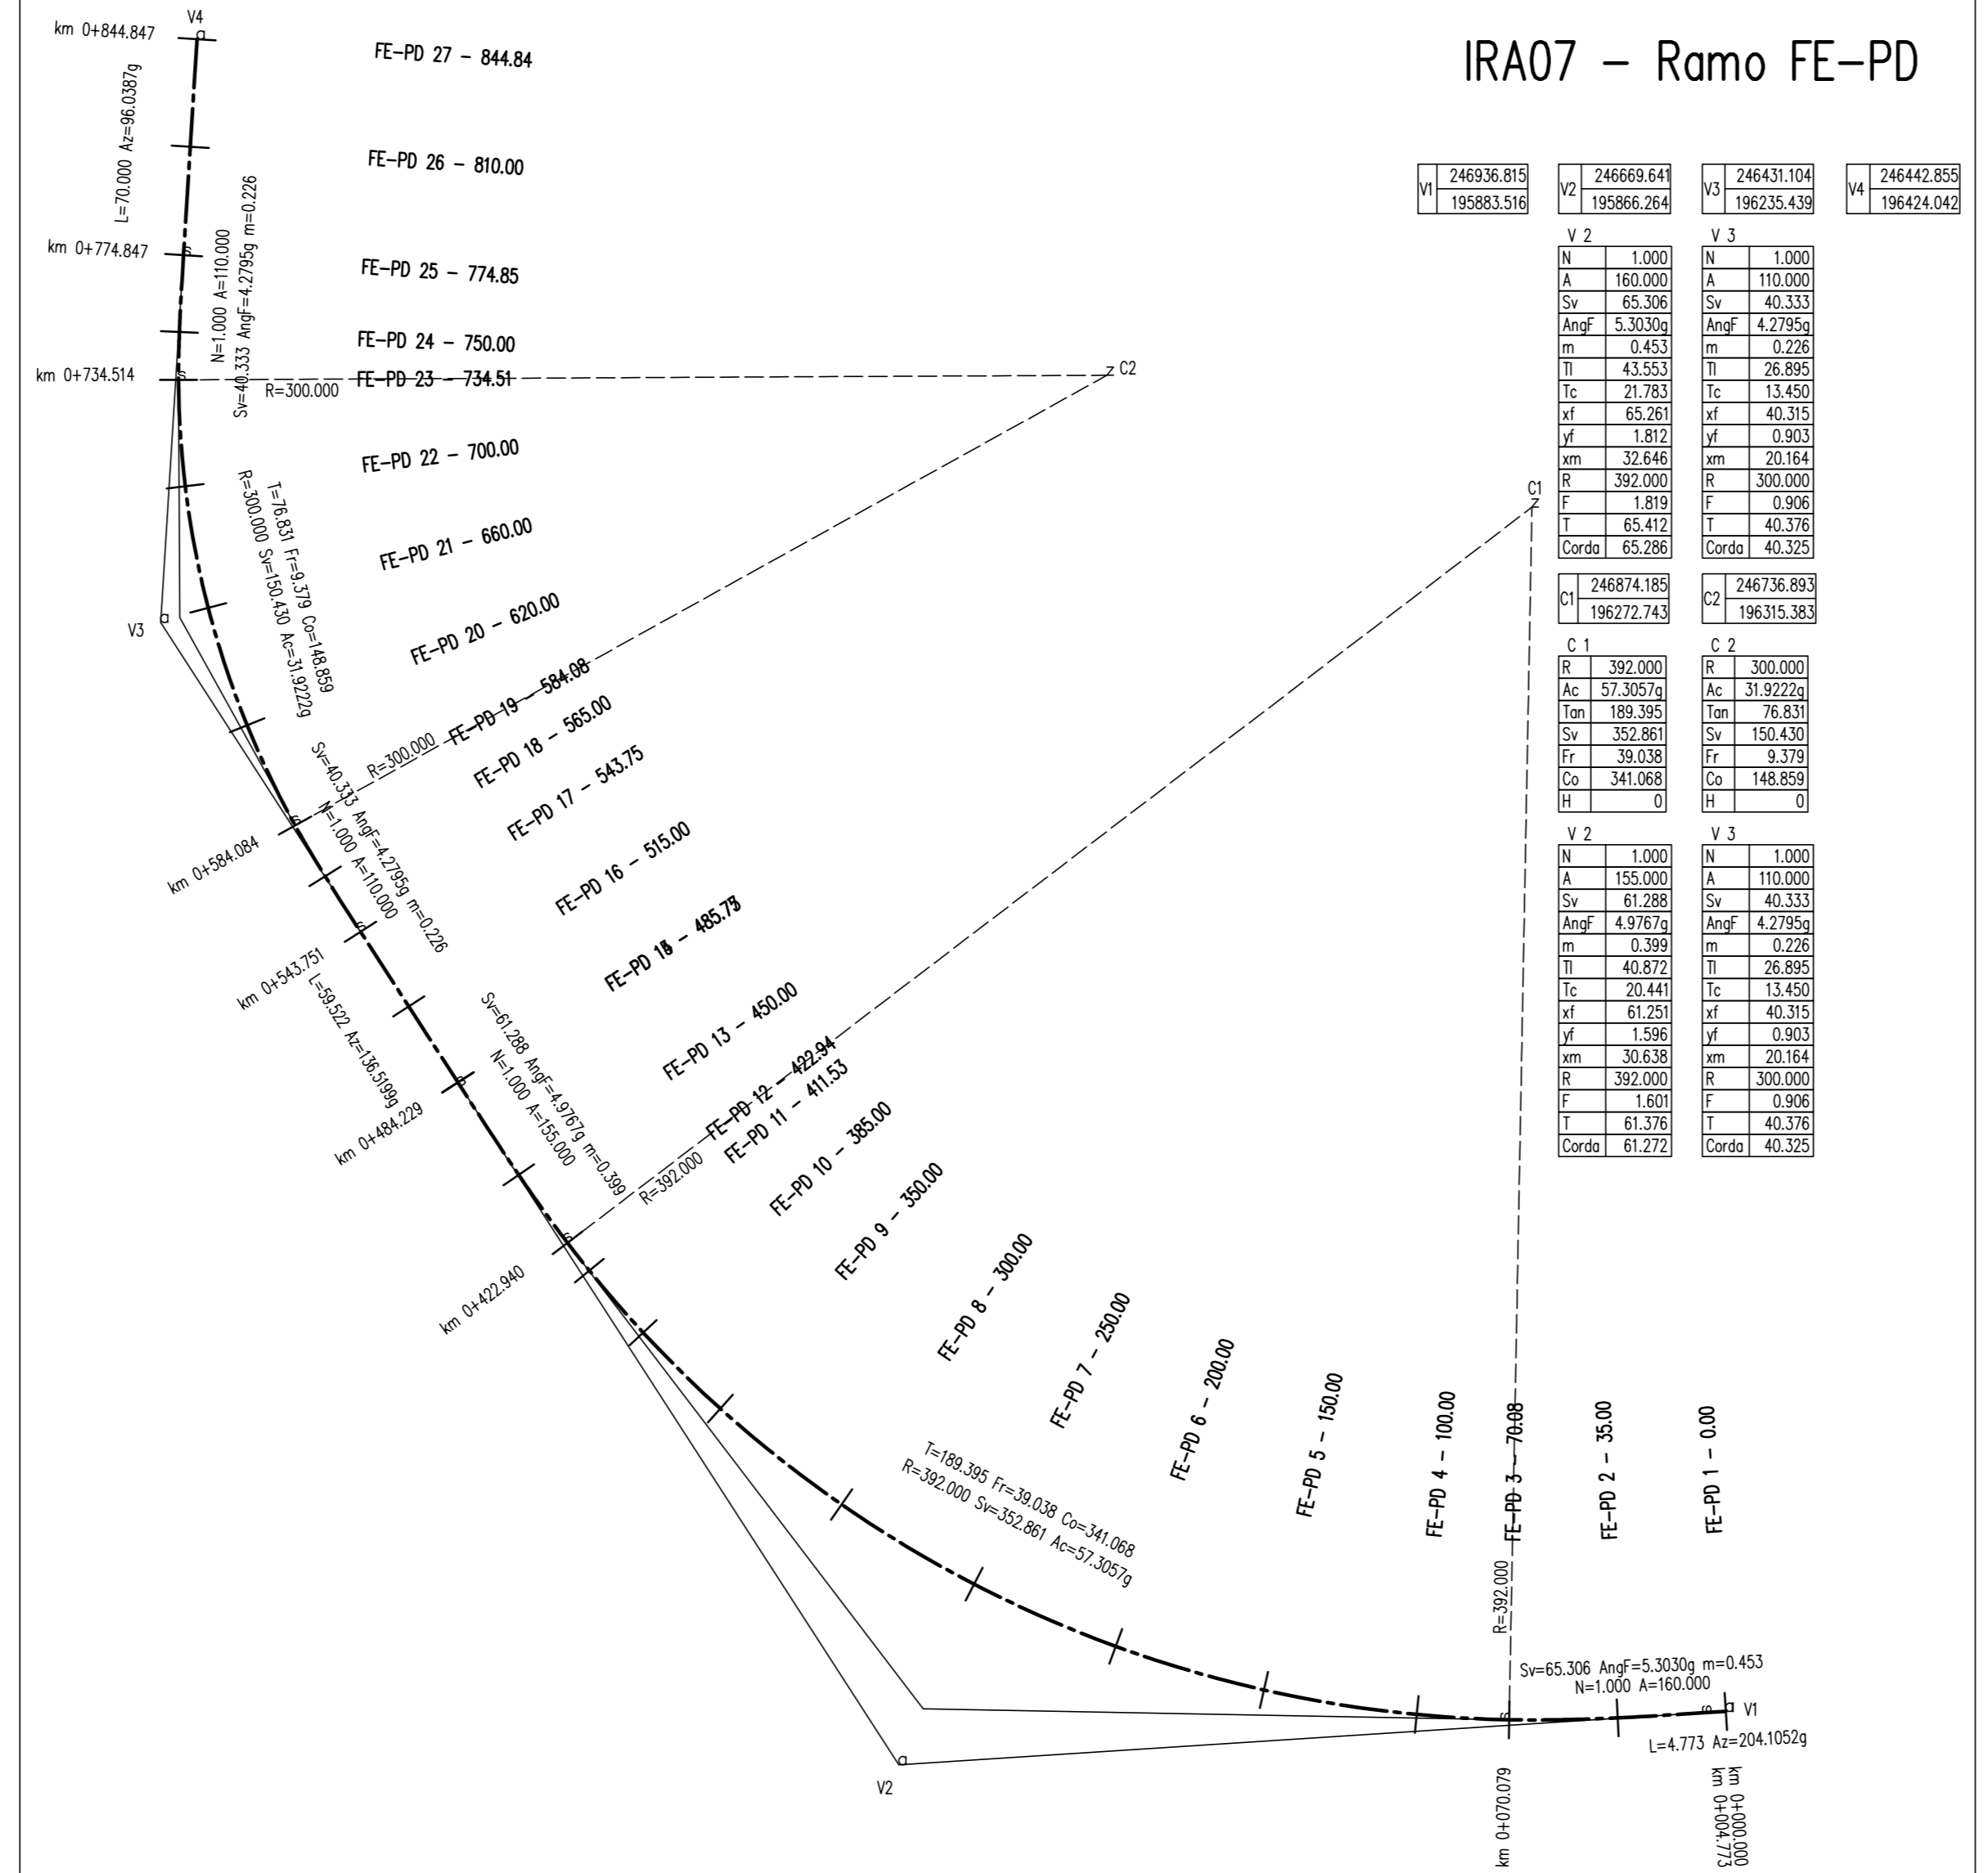 IRA07 – Ramo FE–PD
V4
km 0+844.847
L=70.000 Az=96.0387g
km 0+774.847
N=1.000 A=110.000
Sv=40.333 AngF=4.2795g m=0.226
km 0+734.514
R=300.000
C2
T=76.831 Fr=9.379 Co=148.859
R=300.000 Sv=150.430 Ac=31.9222g
V3
R=300.000
km 0+584.084
Sv=40.333 AngF=4.2795g m=0.226
N=1.000 A=110.000
km 0+543.751
L=59.522 Az=136.5199g
km 0+484.229
Sv=61.288 AngF=4.9767g m=0.399
N=1.000 A=155.000
R=392.000
km 0+422.940
C1
T=189.395 Fr=39.038 Co=341.068
R=392.000 Sv=352.861 Ac=57.3057g
V2
R=392.000
km 0+070.079
Sv=65.306 AngF=5.3030g m=0.453
N=1.000 A=160.000
V1
L=4.773 Az=204.1052g
km 0+000.000
km 0+004.773
FE–PD 27 – 844.84
FE–PD 26 – 810.00
FE–PD 25 – 774.85
FE–PD 24 – 750.00
FE–PD 23 – 734.51
FE–PD 22 – 700.00
FE–PD 21 – 660.00
FE–PD 20 – 620.00
FE–PD 19 – 584.08
FE–PD 18 – 565.00
FE–PD 17 – 543.75
FE–PD 16 – 515.00
FE–PD
FE–PD 13 – 450.00
FE–PD 12 – 422.94
FE–PD 11 – 411.53
FE–PD 10 – 385.00
FE–PD 9 – 350.00
FE–PD 8 – 300.00
FE–PD 7 – 250.00
FE–PD 6 – 200.00
FE–PD 5 – 150.00
FE–PD 4 – 100.00
FE–PD 3 – 70.08
FE–PD 2 – 35.00
FE–PD 1 – 0.00
V1 246936.815
195883.516
V2 246669.641
195866.264
V3 246431.104
196235.439
V4 246442.855
196424.042
V 2
N 1.000
A 160.000
Sv 65.306
AngF 5.3030g
m 0.453
Tl 43.553
Tc 21.783
xf 65.261
yf 1.812
xm 32.646
R 392.000
F 1.819
T 65.412
Corda 65.286
V 3
N 1.000
A 110.000
Sv 40.333
AngF 4.2795g
m 0.226
Tl 26.895
Tc 13.450
xf 40.315
yf 0.903
xm 20.164
R 300.000
F 0.906
T 40.376
Corda 40.325
C1 246874.185
196272.743
C2 246736.893
196315.383
C 1
R 392.000
Ac 57.3057g
Tan 189.395
Sv 352.861
Fr 39.038
Co 341.068
H 0
C 2
R 300.000
Ac 31.9222g
Tan 76.831
Sv 150.430
Fr 9.379
Co 148.859
H 0
V 2
N 1.000
A 155.000
Sv 61.288
AngF 4.9767g
m 0.399
Tl 40.872
Tc 20.441
xf 61.251
yf 1.596
xm 30.638
R 392.000
F 1.601
T 61.376
Corda 61.272
V 3
N 1.000
A 110.000
Sv 40.333
AngF 4.2795g
m 0.226
Tl 26.895
Tc 13.450
xf 40.315
yf 0.903
xm 20.164
R 300.000
F 0.906
T 40.376
Corda 40.325